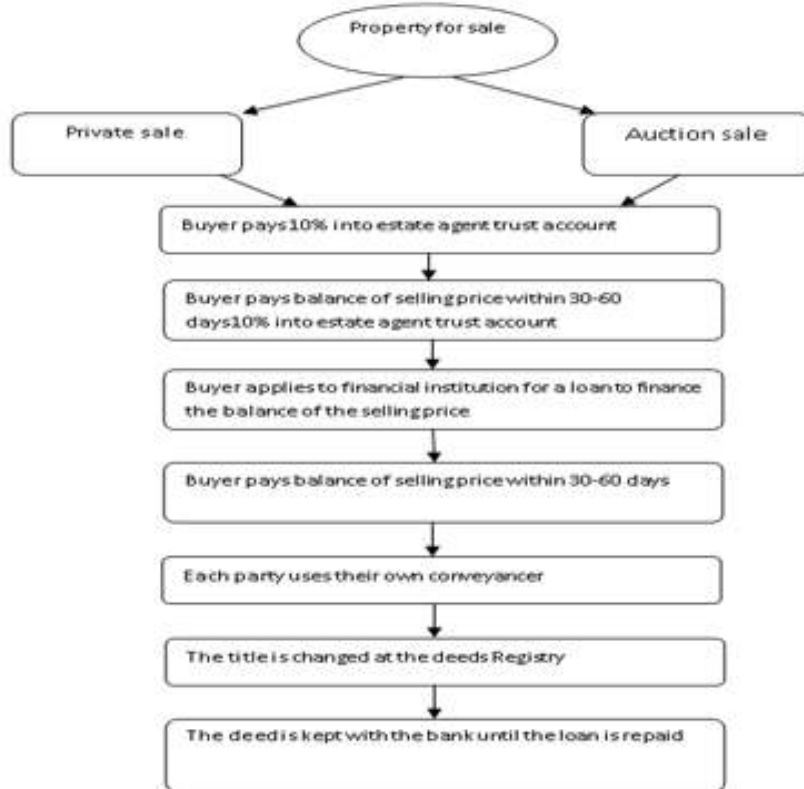 Property for sale
Private sale
Auction sale
Buyer pays 10% into estate agent trust account
Buyer pays balance of selling price within 30-60
days10% into estate agent trust account
Buyer applies to financial institution for a loan to finance
the balance of the selling price
Buyer pays balance of selling price within 30-60 days
Each party uses their own conveyancer
The title is changed at the deeds Registry
The deed is kept with the bank until the loan is repaid